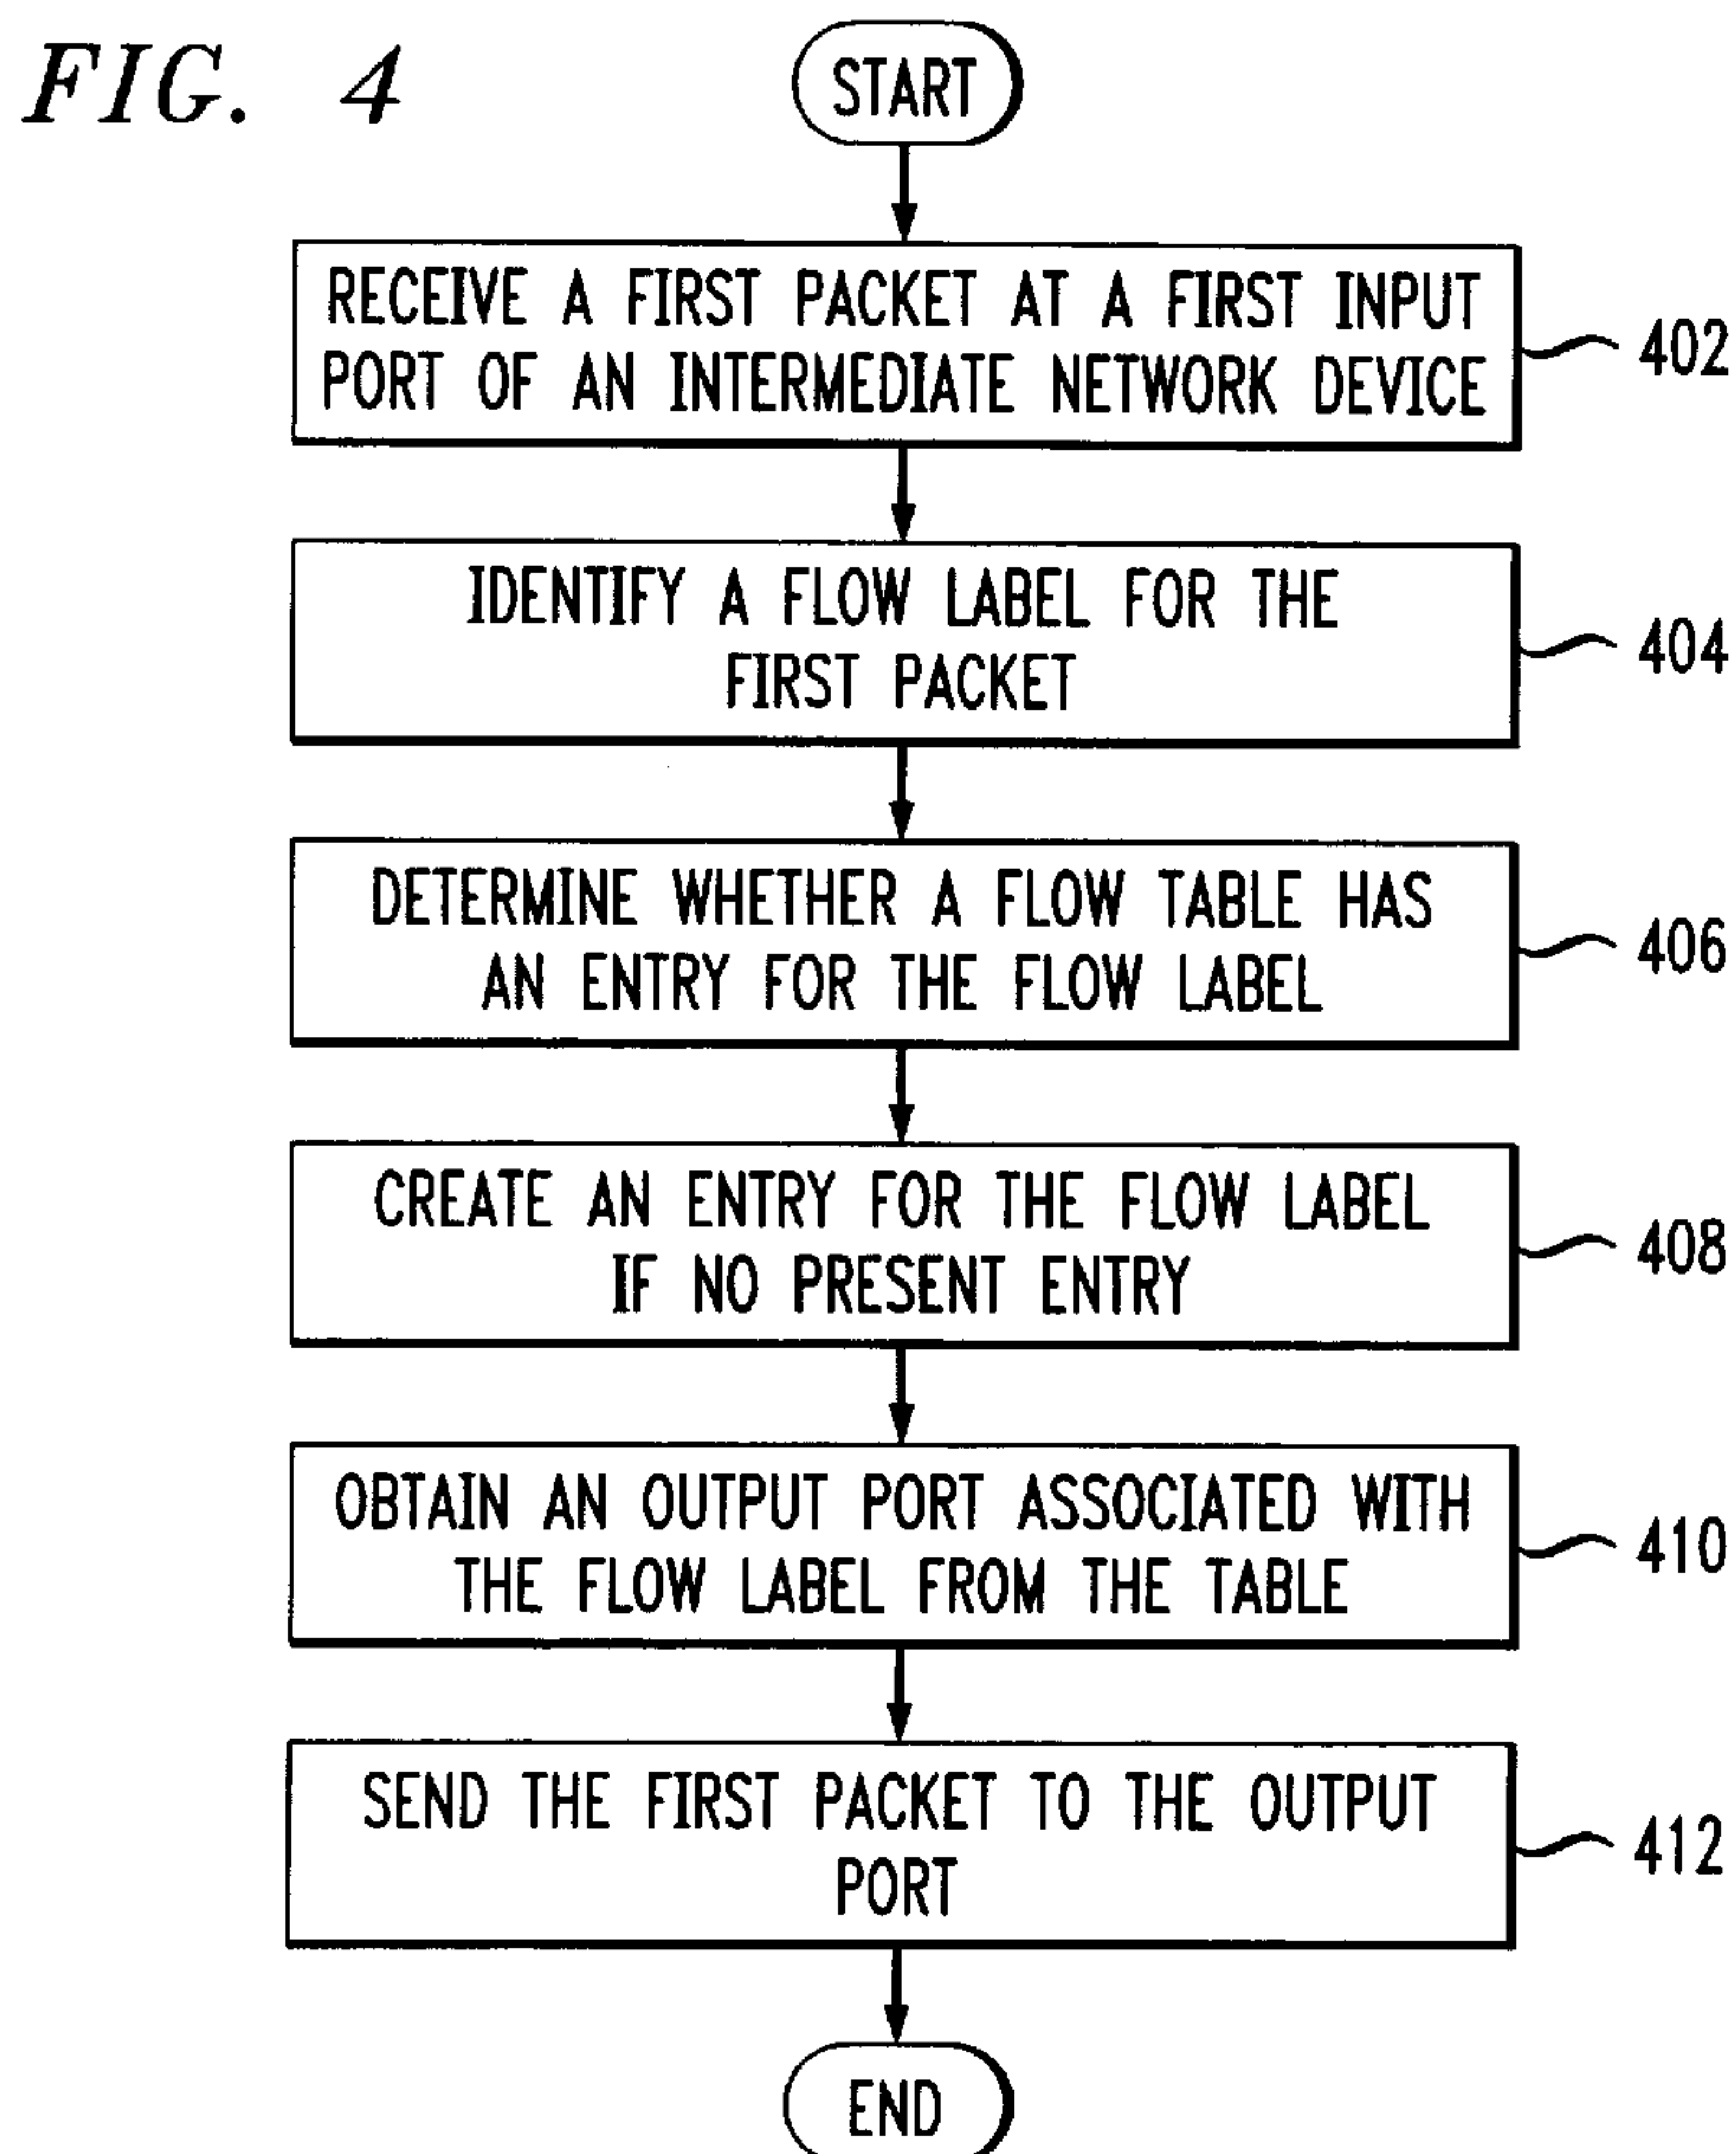 FIG. 4
START
RECEIVE A FIRST PACKET AT A FIRST INPUT
PORT OF AN INTERMEDIATE NETWORK DEVICE
402
IDENTIFY A FLOW LABEL FOR THE
FIRST PACKET
404
DETERMINE WHETHER A FLOW TABLE HAS
AN ENTRY FOR THE FLOW LABEL
406
CREATE AN ENTRY FOR THE FLOW LABEL
IF NO PRESENT ENTRY
408
OBTAIN AN OUTPUT PORT ASSOCIATED WITH
THE FLOW LABEL FROM THE TABLE
410
SEND THE FIRST PACKET TO THE OUTPUT
PORT
412
END